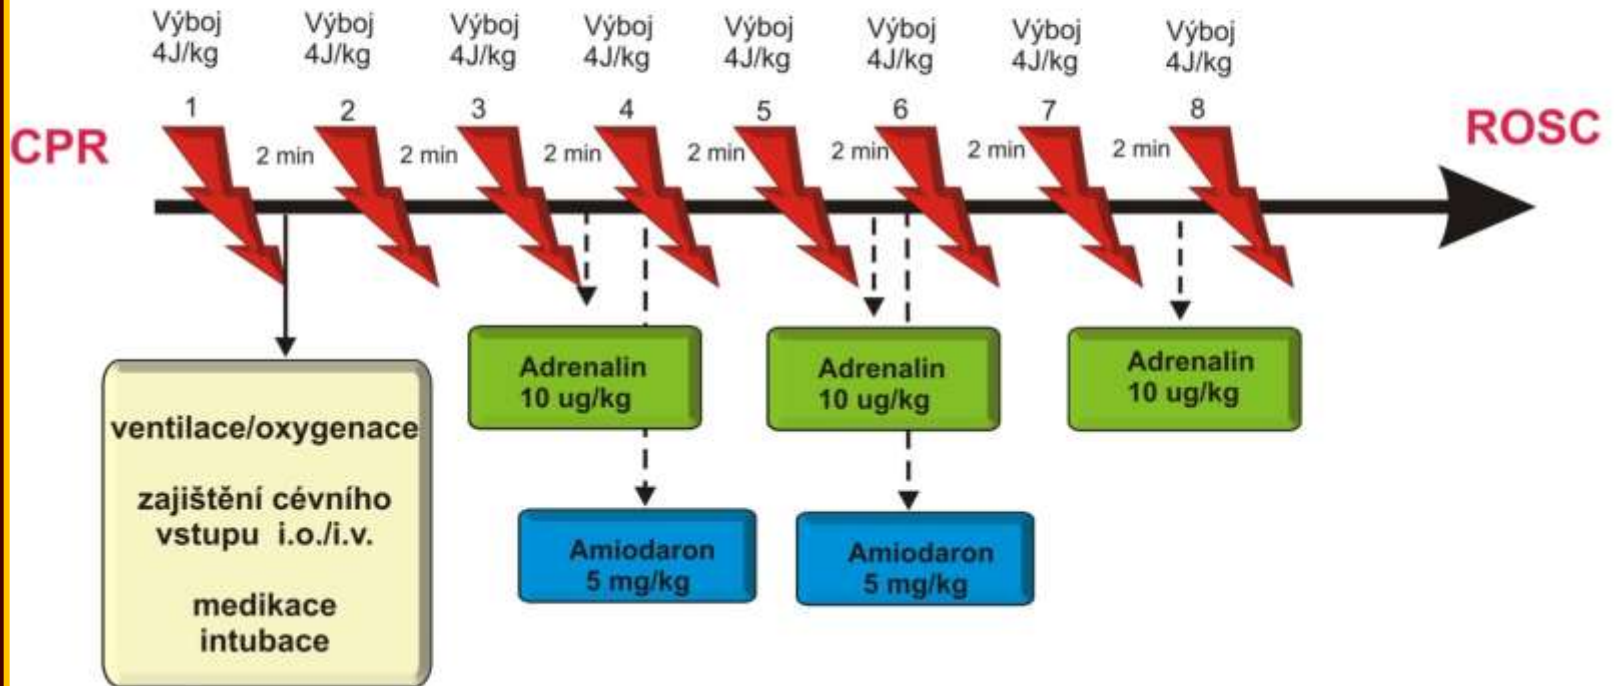 Výboj
4J/kg
Výboj
4J/kg
Výboj
4J/kg
Výboj
4J/kg
Výboj
4J/kg
Výboj
4J/kg
Výboj
4J/kg
Výboj
4J/kg
1
2
3
4
5
6
7
8
CPR
2 min
2 min
2 min
2 min
2 min
2 min
2 min
ROSC
ventilace/oxygenace
zajištění cévního
vstupu i.o./i.v.
medikace
intubace
Adrenalin
10 ug/kg
Adrenalin
10 ug/kg
Adrenalin
10 ug/kg
Amiodaron
5 mg/kg
Amiodaron
5 mg/kg